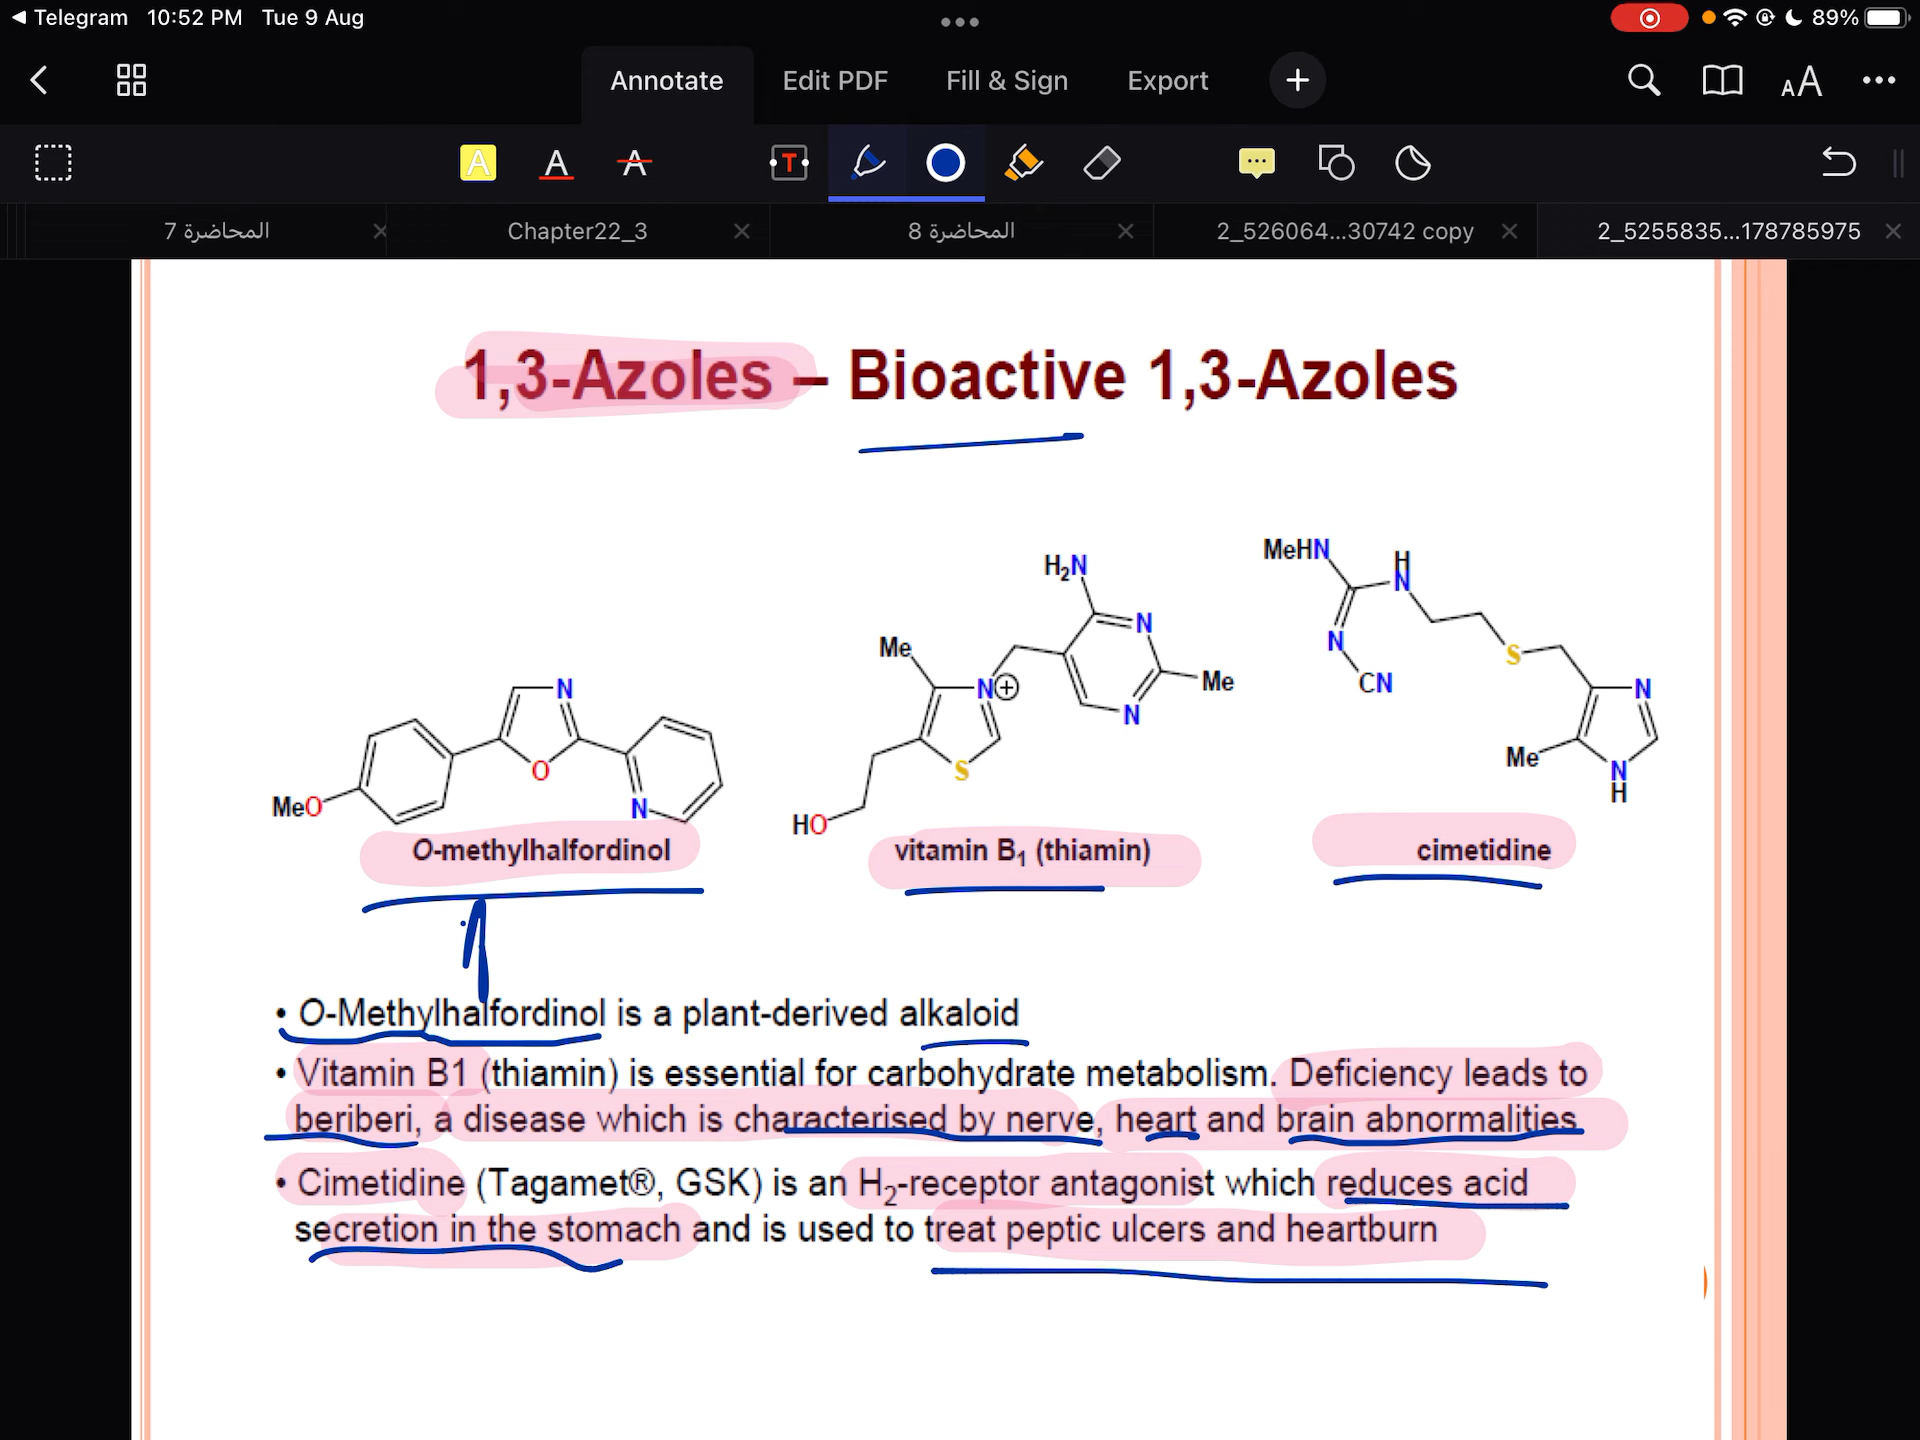 Telegram 10:52 PM Tue 9 Aug
89%
Annotate Edit PDF Fill & Sign Export
AA
A A A T
المحاضرة 7 Chapter22_3 المحاضرة 8 2_526064...30742 copy 2_5255835...178785975
1,3-Azoles – Bioactive 1,3-Azoles
MeO O N N
H₂N N N Me Me N⊕ S HO
MeHN H N N CN S N Me N H
O-methylhalfordinol vitamin B₁ (thiamin) cimetidine
• O-Methylhalfordinol is a plant-derived alkaloid
• Vitamin B1 (thiamin) is essential for carbohydrate metabolism. Deficiency leads to
beriberi, a disease which is characterised by nerve, heart and brain abnormalities
• Cimetidine (Tagamet®, GSK) is an H₂-receptor antagonist which reduces acid
secretion in the stomach and is used to treat peptic ulcers and heartburn